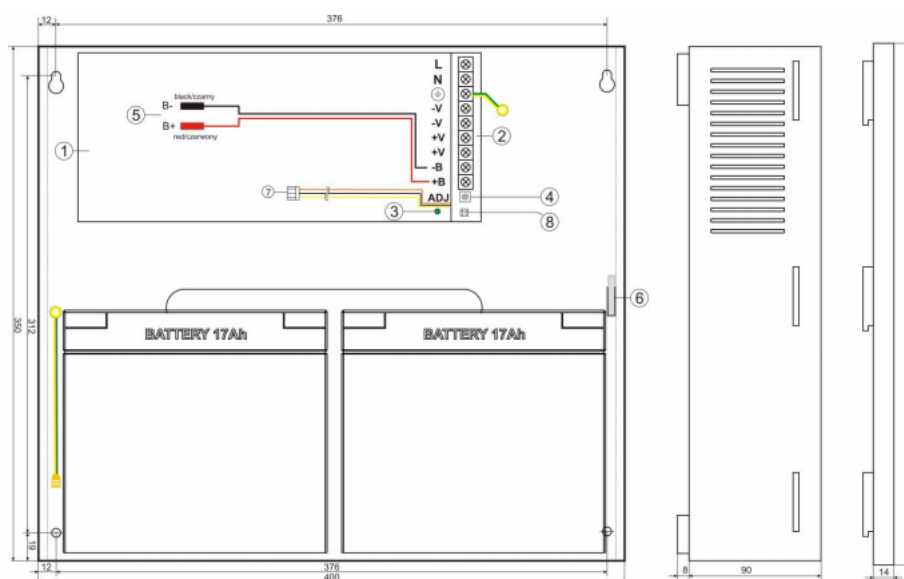 12
376
L
N
-V
-V
+V
+V
-B
+B
ADJ
black/czarny
B-
B+
red/czerwony
5
1
2
7
3
4
8
6
BATTERY 17Ah
BATTERY 17Ah
350
312
19
12
376
400
8
90
14